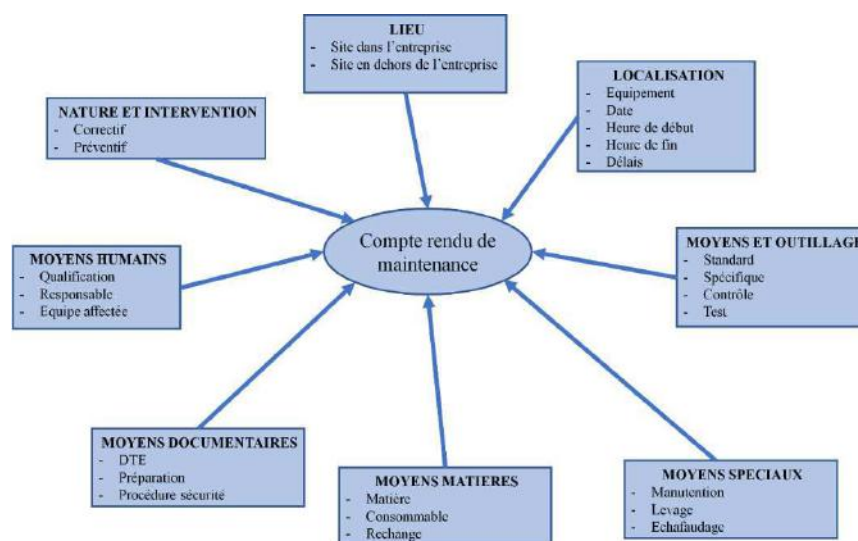 LIEU
- Site dans l'entreprise
- Site en dehors de l'entreprise
LOCALISATION
- Equipement
- Date
- Heure de début
- Heure de fin
- Délais
NATURE ET INTERVENTION
- Correctif
- Préventif
Compte rendu de
maintenance
MOYENS HUMAINS
- Qualification
- Responsable
- Equipe affectée
MOYENS ET OUTILLAGE
- Standard
- Spécifique
- Contrôle
- Test
MOYENS DOCUMENTAIRES
- DTE
- Préparation
- Procédure sécurité
MOYENS MATIERES
- Matière
- Consommable
- Rechange
MOYENS SPECIAUX
- Manutention
- Levage
- Echafaudage